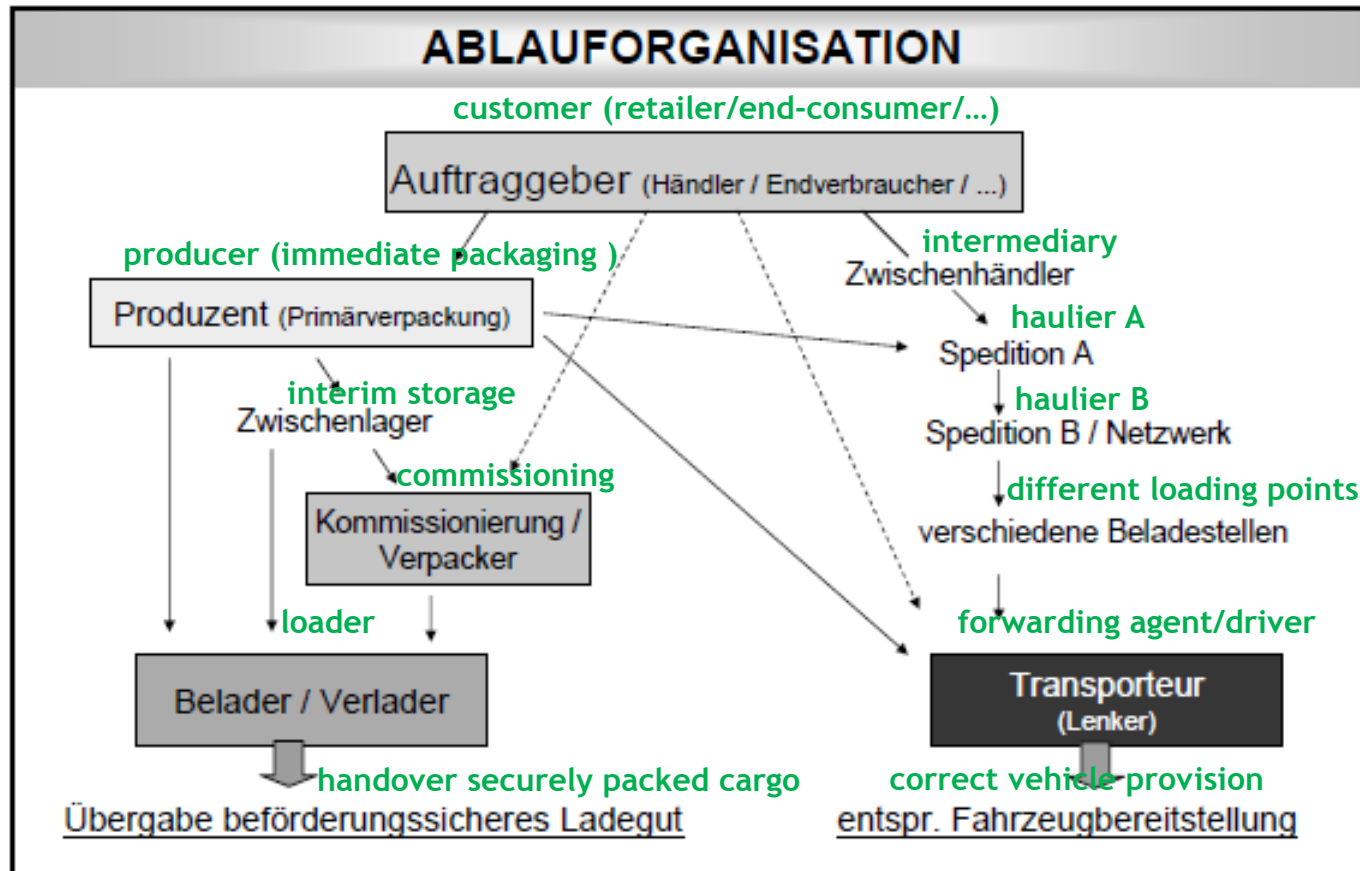 ABLAUFORGANISATION
customer (retailer/end-consumer/...)
Auftraggeber (Händler / Endverbraucher / ...)
producer (immediate packaging )
intermediary
Zwischenhändler
Produzent (Primärverpackung)
haulier A
Spedition A
interim storage
Zwischenlager
haulier B
Spedition B / Netzwerk
commissioning
different loading points
Kommissionierung /
Verpacker
verschiedene Beladestellen
loader
forwarding agent/driver
Belader / Verlader
Transporteur
(Lenker)
handover securely packed cargo
correct vehicle provision
Übergabe beförderungssicheres Ladegut
entspr. Fahrzeugbereitstellung